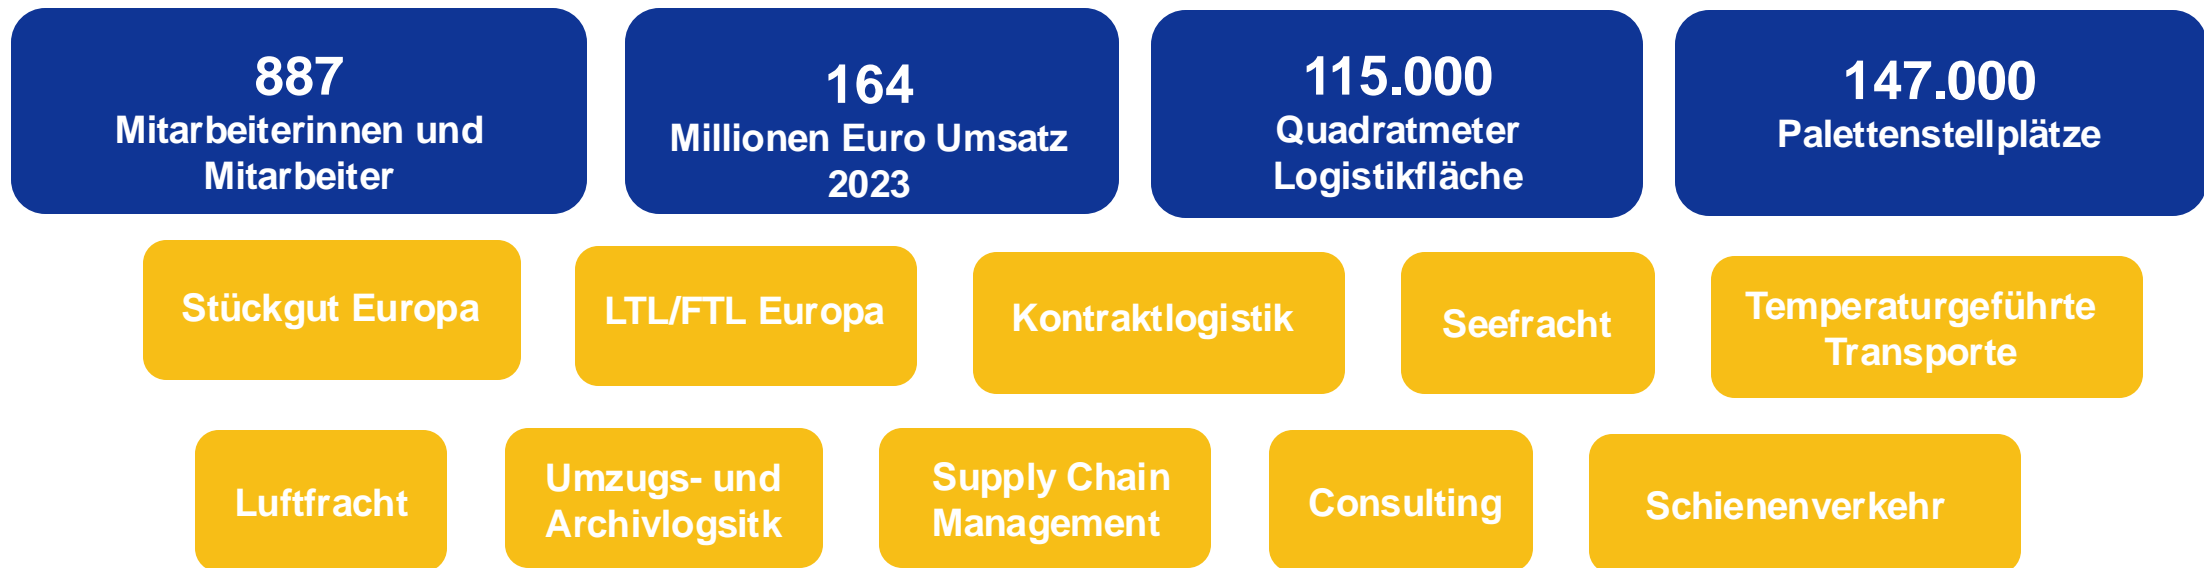 887
Mitarbeiterinnen und
Mitarbeiter
164
Millionen Euro Umsatz
2023
115.000
Quadratmeter
Logistikfläche
147.000
Palettenstellplätze
Stückgut Europa
LTL/FTL Europa
Kontraktlogistik
Seefracht
Temperaturgeführte
Transporte
Luftfracht
Umzugs- und
Archivlogsitk
Supply Chain
Management
Consulting
Schienenverkehr